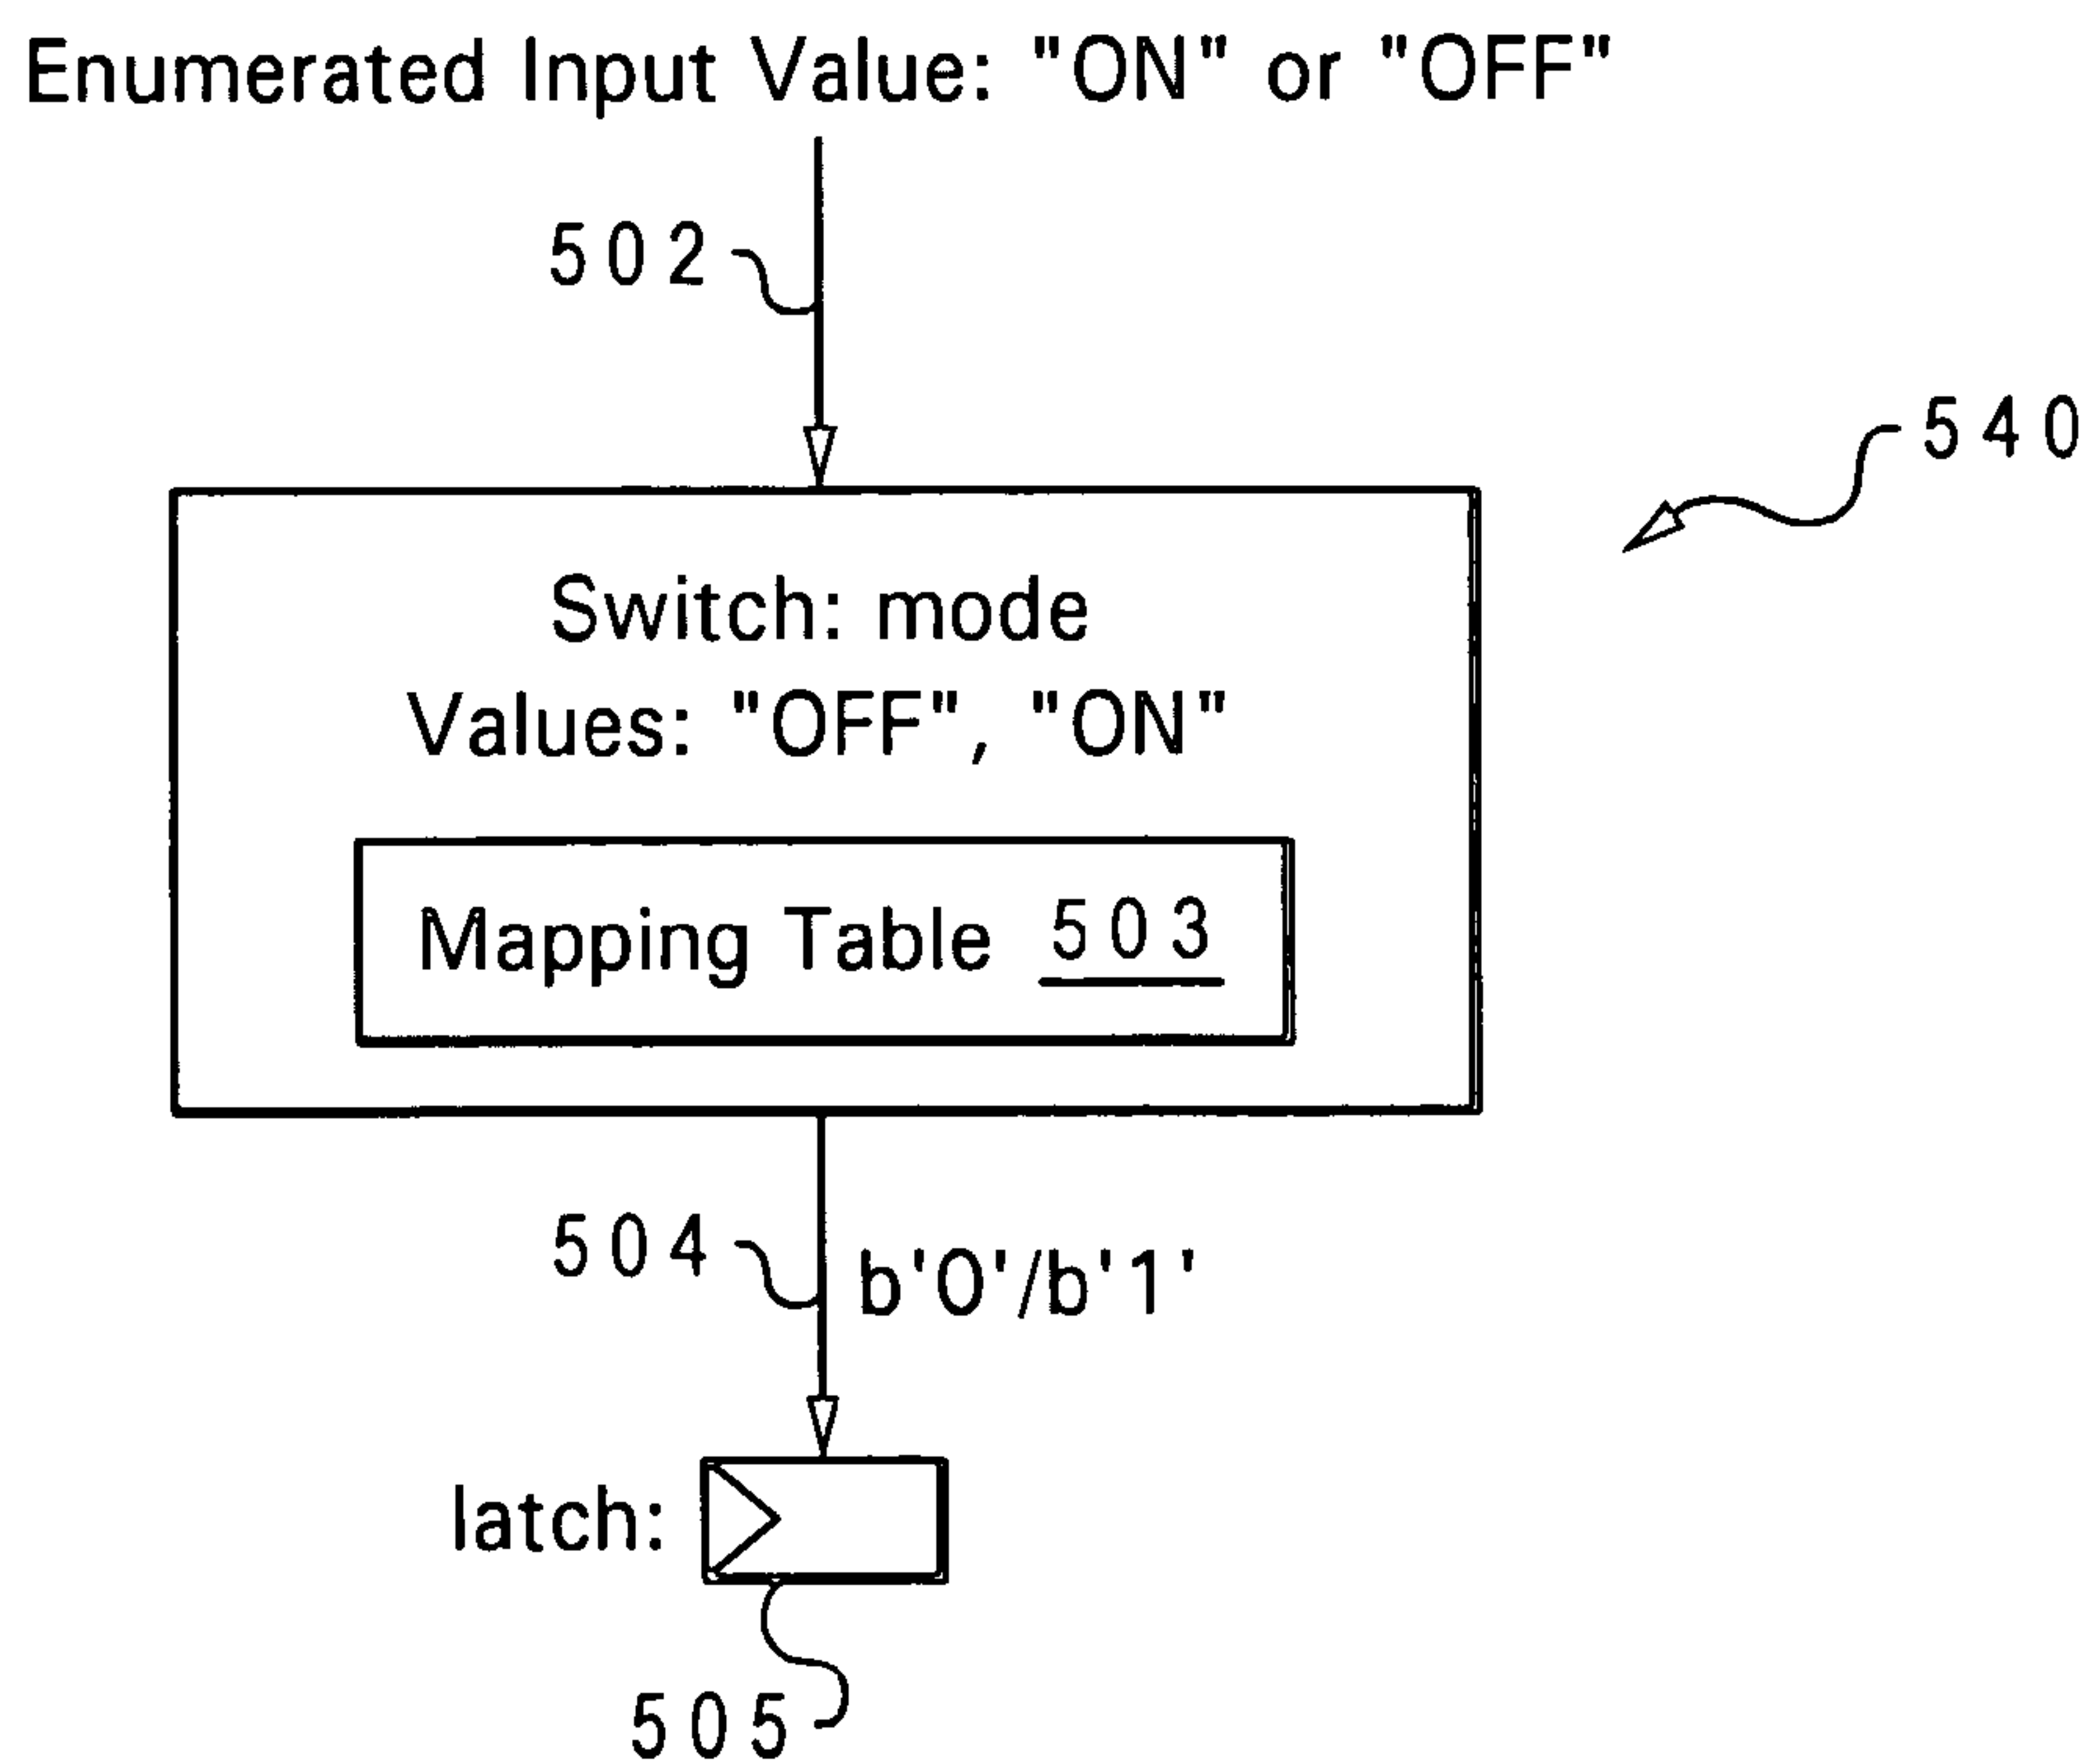 Enumerated Input Value: "ON" or "OFF"
502
540
Switch: mode
Values: "OFF", "ON"
Mapping Table 503
504
b'0'/b'1'
latch:
505